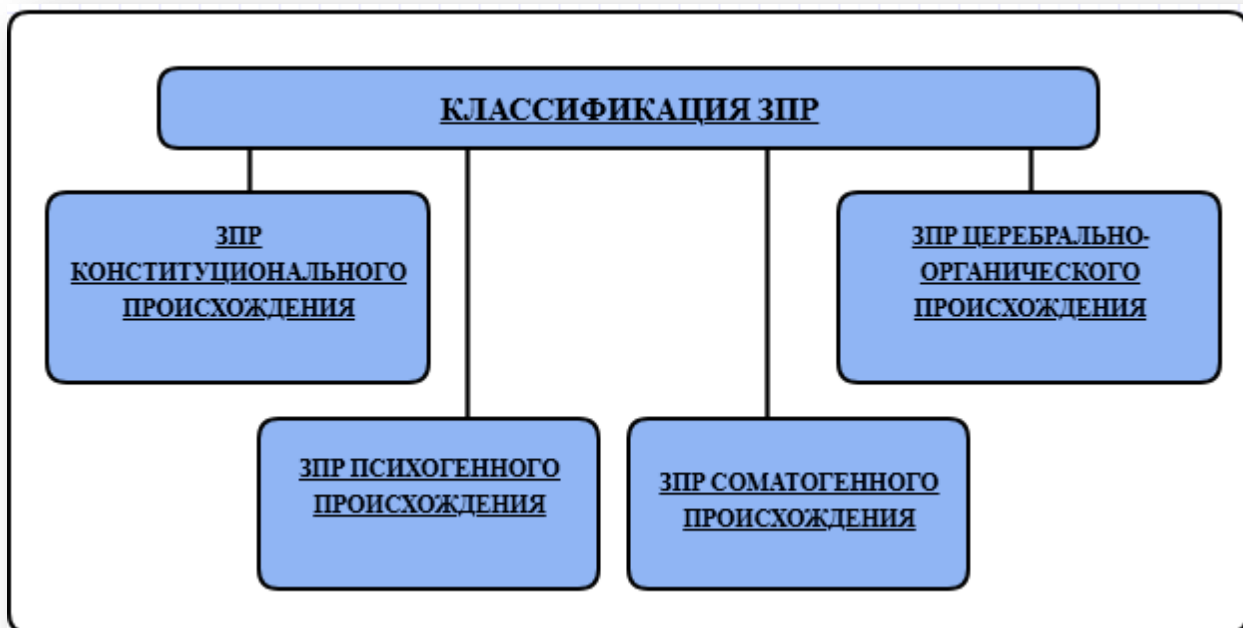 КЛАССИФИКАЦИЯ ЗПР
ЗПР
КОНСТИТУЦИОНАЛЬНОГО
ПРОИСХОЖДЕНИЯ
ЗПР ЦЕРЕБРАЛЬНО-
ОРГАНИЧЕСКОГО
ПРОИСХОЖДЕНИЯ
ЗПР ПСИХОГЕННОГО
ПРОИСХОЖДЕНИЯ
ЗПР СОМАТОГЕННОГО
ПРОИСХОЖДЕНИЯ